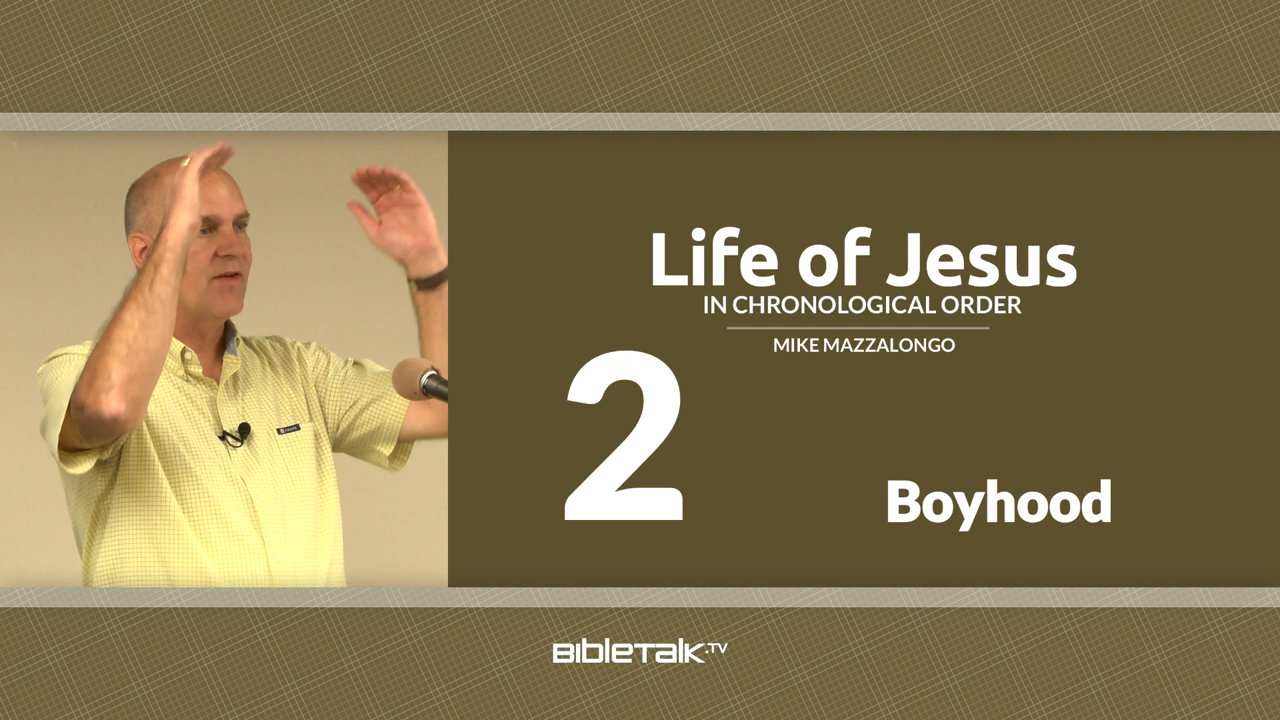 Life of Jesus
IN CHRONOLOGICAL ORDER
MIKE MAZZALONGO
2
Boyhood
BIBLETALK.TV